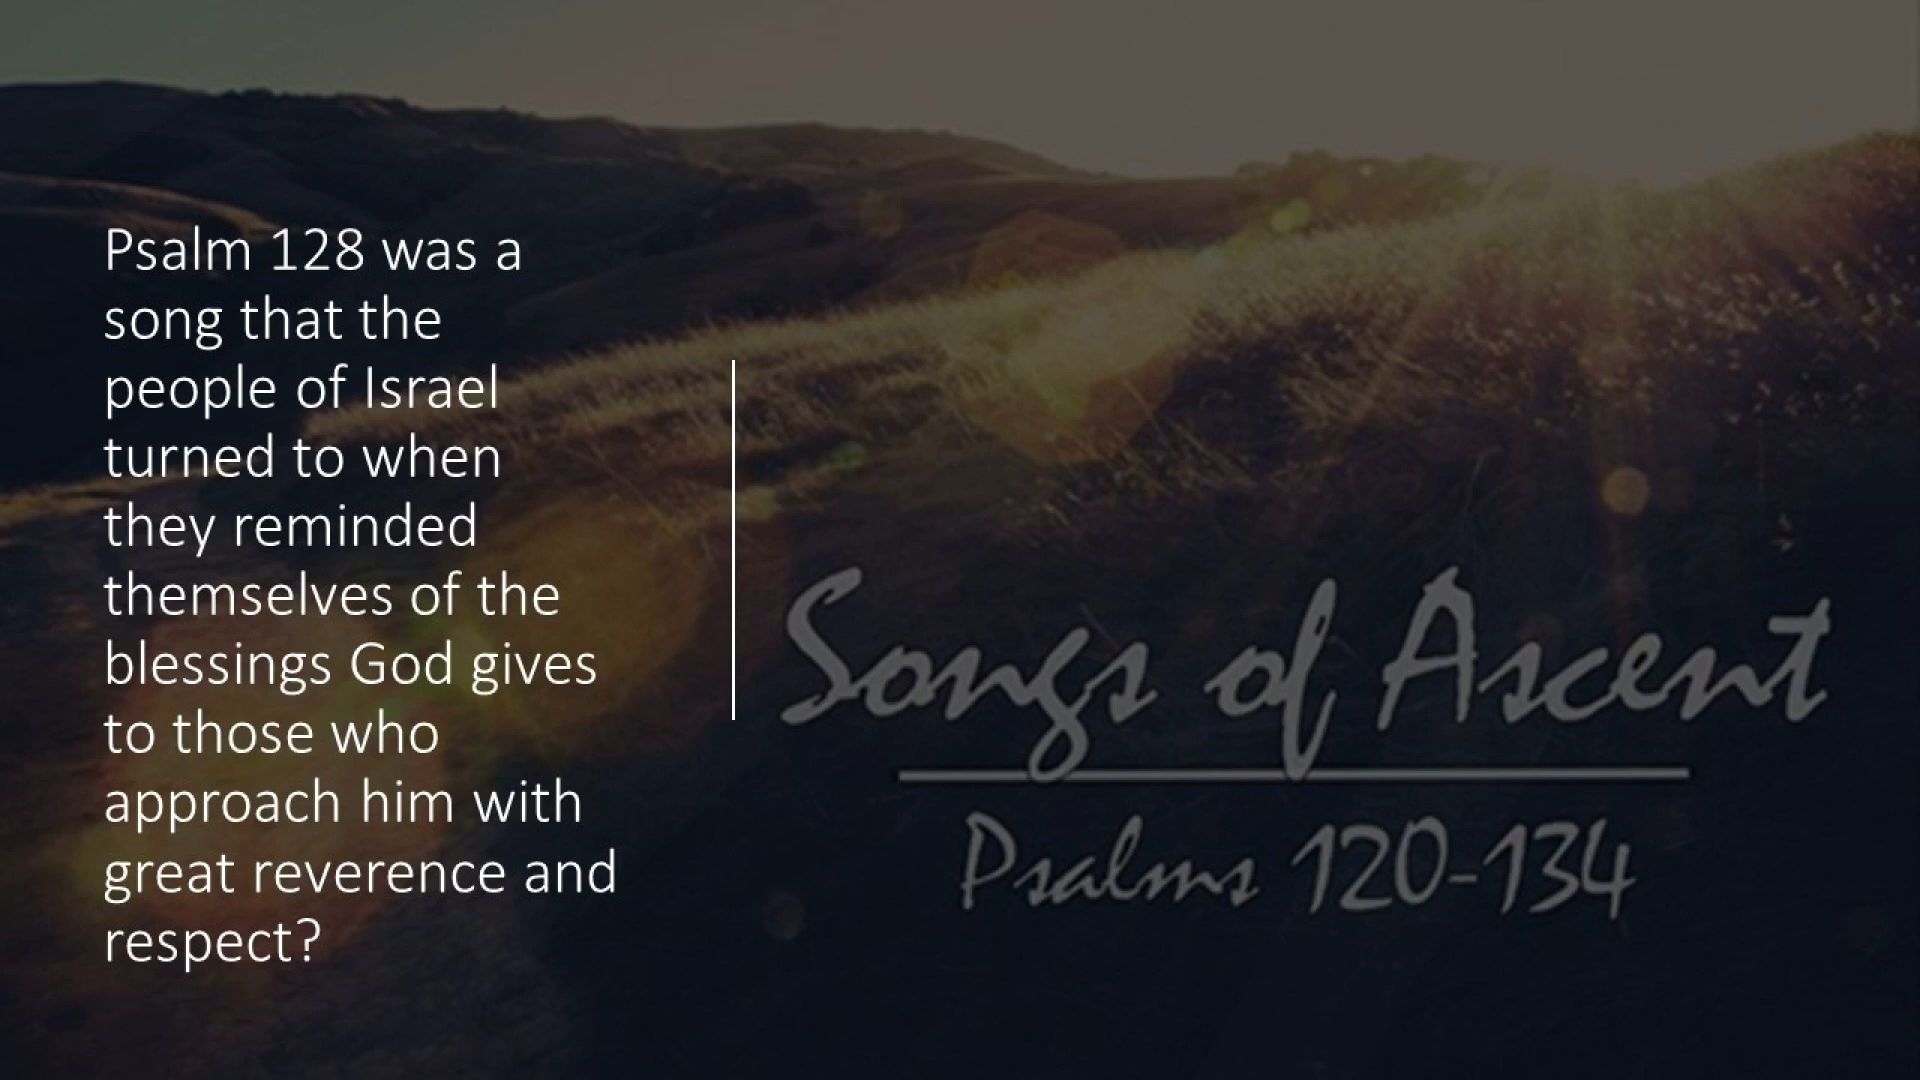 Psalm 128 was a
song that the
people of Israel
turned to when
they reminded
themselves of the
blessings God gives
to those who
approach him with
great reverence and
respect?
Songs of Ascent
Psalms 120-134